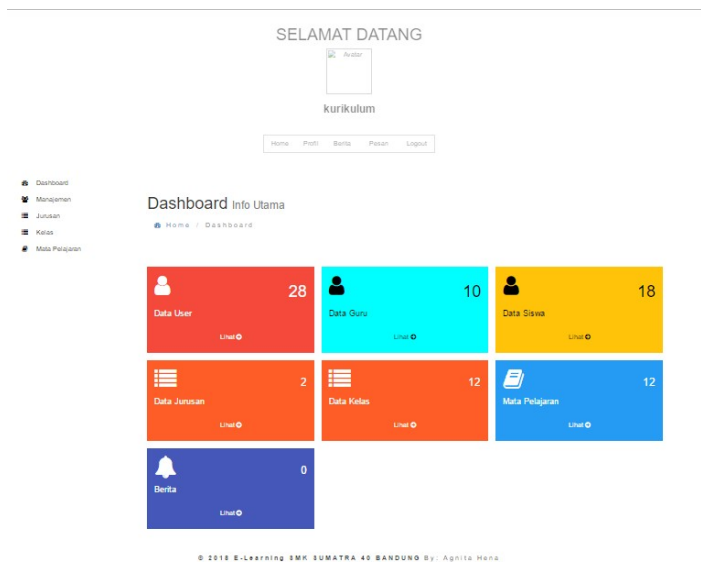 SELAMAT DATANG
Avatar
kurikulum
Home Profil Berita Pesan Logout
Dashboard
Manajemen
Jurusan
Kelas
Mata Pelajaran
Dashboard Info Utama
Home / Dashboard
28
Data User
Lihat
10
Data Guru
Lihat
18
Data Siswa
Lihat
2
Data Jurusan
Lihat
12
Data Kelas
Lihat
12
Mata Pelajaran
Lihat
0
Berita
Lihat
© 2018 E-Learning SMK SUMATRA 40 BANDUNG By: Agnita Hena